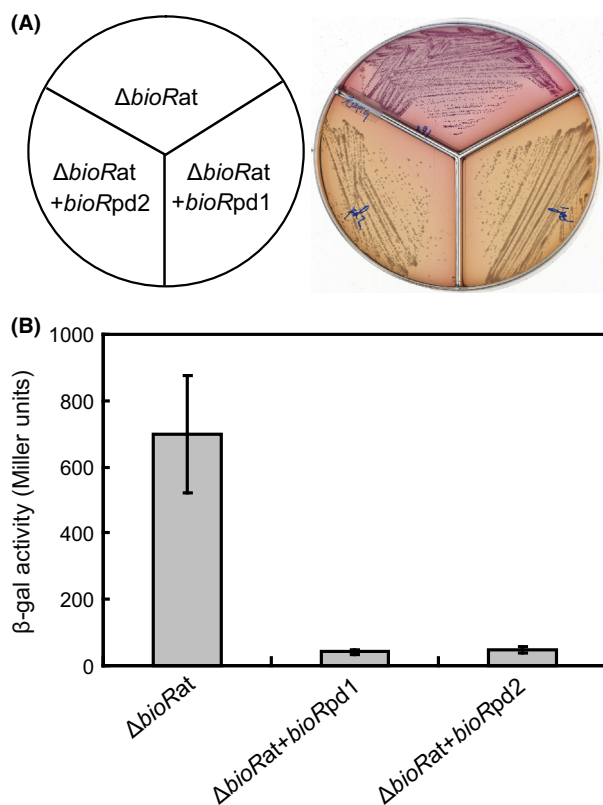 (A)
ΔbioRat
ΔbioRat
+bioRpd2
ΔbioRat
+bioRpd1
(B)
1000
800
600
400
200
0
β-gal activity (Miller units)
ΔbioRat
ΔbioRat+bioRpd1
ΔbioRat+bioRpd2